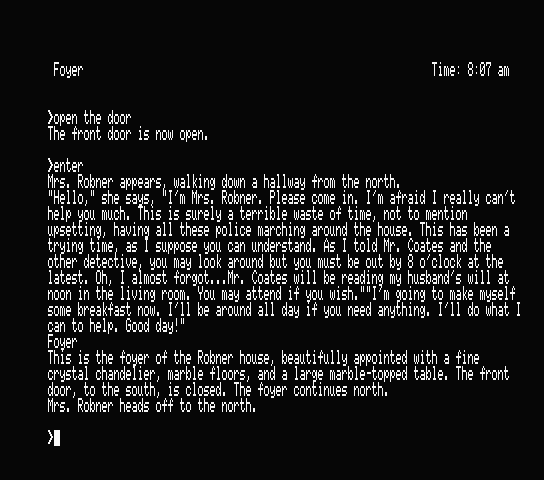 Foyer Time: 8:07 am
>open the door
The front door is now open.
>enter
Mrs. Robner appears, walking down a hallway from the north.
"Hello," she says, "I'm Mrs. Robner. Please come in. I'm afraid I really can't
help you much. This is surely a terrible waste of time, not to mention
upsetting, having all these police marching around the house. This has been a
trying time, as I suppose you can understand. As I told Mr. Coates and the
other detective, you may look around but you must be out by 8 o'clock at the
latest. Oh, I almost forgot...Mr. Coates will be reading my husband's will at
noon in the living room. You may attend if you wish.""I'm going to make myself
some breakfast now. I'll be around all day if you need anything. I'll do what I
can to help. Good day!"
Foyer
This is the foyer of the Robner house, beautifully appointed with a fine
crystal chandelier, marble floors, and a large marble-topped table. The front
door, to the south, is closed. The foyer continues north.
Mrs. Robner heads off to the north.
>